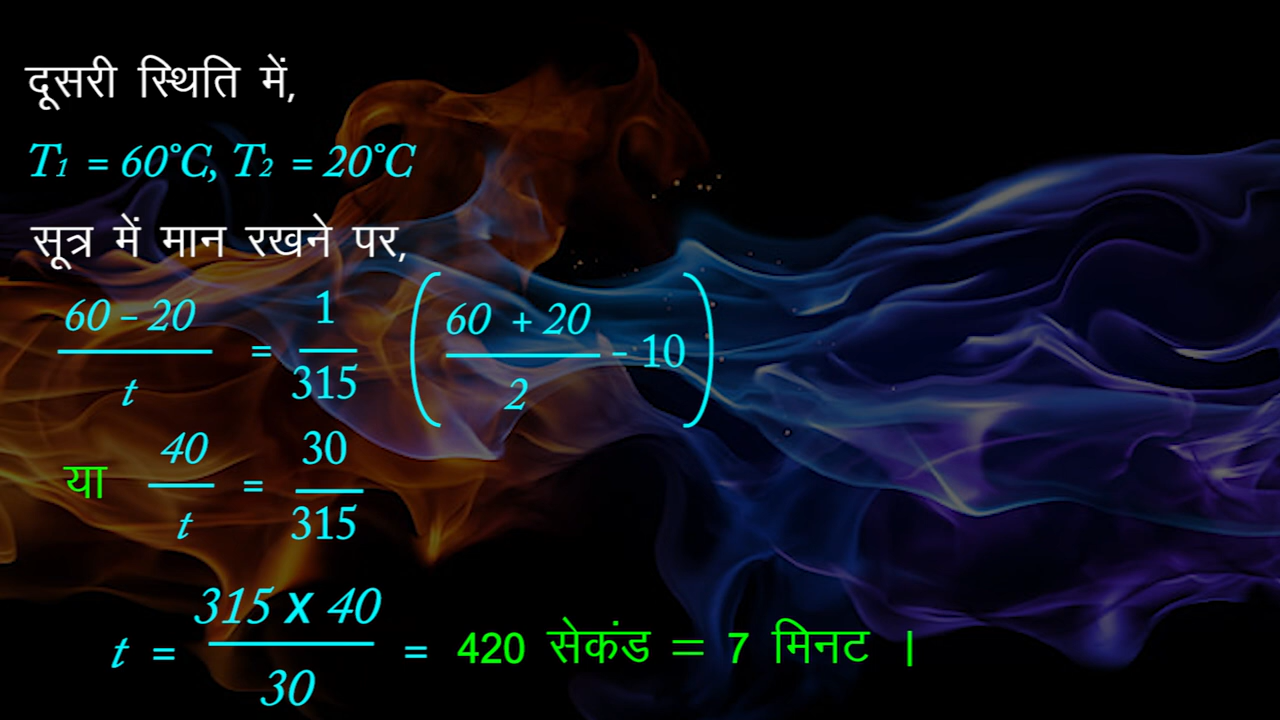 दूसरी स्थिति में,
T₁ = 60°C, T₂ = 20°C
सूत्र में मान रखने पर,
(60 – 20)/t = 1/315 ((60 + 20)/2 – 10)
या 40/t = 30/315
t = (315 X 40)/30 = 420 सेकंड = 7 मिनट ।